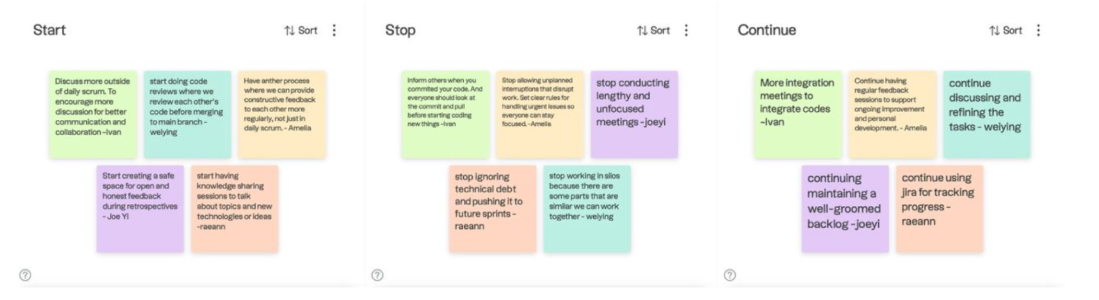 Start
Sort
Discuss more outside
of daily scrum. To
encourage more
discussion for better
communication and
collaboration -Ivan
start doing code
reviews where we
review each other's
code before merging
to main branch -
weiying
Have anther process
where we can provide
constructive feedback
to each other more
regularly, not just in
daily scrum. - Amelia
Start creating a safe
space for open and
honest feedback
during retrospectives
- Joe Yi
start having
knowledge sharing
sessions to talk
about topics and new
technologies or ideas
-raeann
Stop
Sort
Inform others when you
commited your code. And
everyone should look at
the commit and pull
before starting coding
new things -Ivan
Stop allowing unplanned
interruptions that disrupt
work. Set clear rules for
handling urgent issues so
everyone can stay
focused. -Amelia
stop conducting
lengthy and
unfocused
meetings -joeyi
stop ignoring
technical debt
and pushing it to
future sprints -
raeann
stop working in silos
because there are
some parts that are
similar we can work
together - weiying
Continue
Sort
More integration
meetings to
integrate codes
-Ivan
Continue having
regular feedback
sessions to support
ongoing improvement
and personal
development. - Amelia
continue
discussing and
refining the
tasks - weiying
continuing
maintaining a
well-groomed
backlog -joeyi
continue using
jira for tracking
progress -
raeann
?
?
?